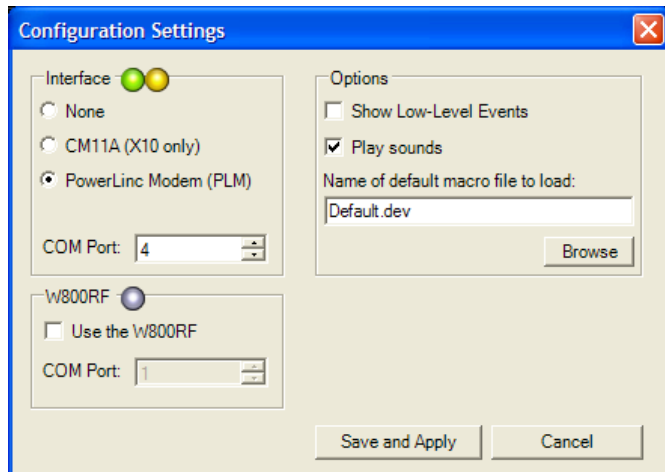 Configuration Settings
Interface
None
CM11A (X10 only)
PowerLinc Modem (PLM)
COM Port: 4
W800RF
Use the W800RF
COM Port: 1
Options
Show Low-Level Events
Play sounds
Name of default macro file to load:
Default.dev
Browse
Save and Apply Cancel